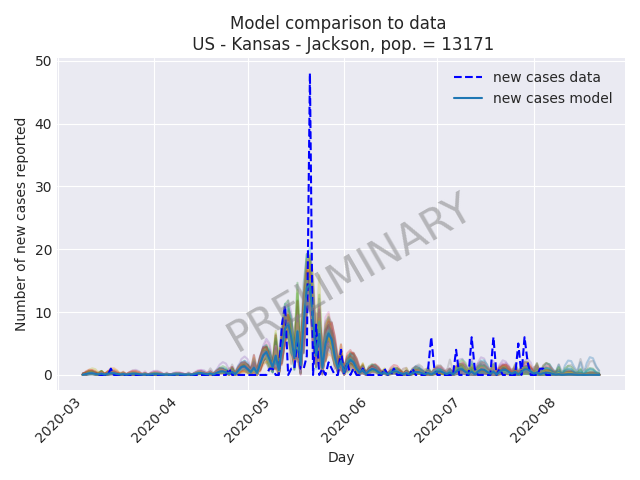 Model comparison to data
US - Kansas - Jackson, pop. = 13171
Number of new cases reported
50
40
30
20
10
0
new cases data
new cases model
PRELIMINARY
2020-03
2020-04
2020-05
2020-06
2020-07
2020-08
Day